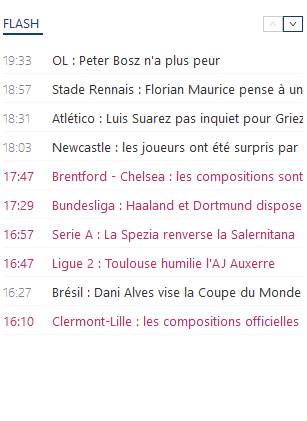 FLASH
19:33 OL : Peter Bosz n'a plus peur
18:57 Stade Rennais : Florian Maurice pense à un
18:31 Atlético : Luis Suarez pas inquiet pour Griez
18:03 Newcastle : les joueurs ont été surpris par
17:47 Brentford - Chelsea : les compositions sont
17:29 Bundesliga : Haaland et Dortmund dispose
16:57 Serie A : La Spezia renverse la Salernitana
16:47 Ligue 2 : Toulouse humilie l'AJ Auxerre
16:27 Brésil : Dani Alves vise la Coupe du Monde
16:10 Clermont-Lille : les compositions officielles